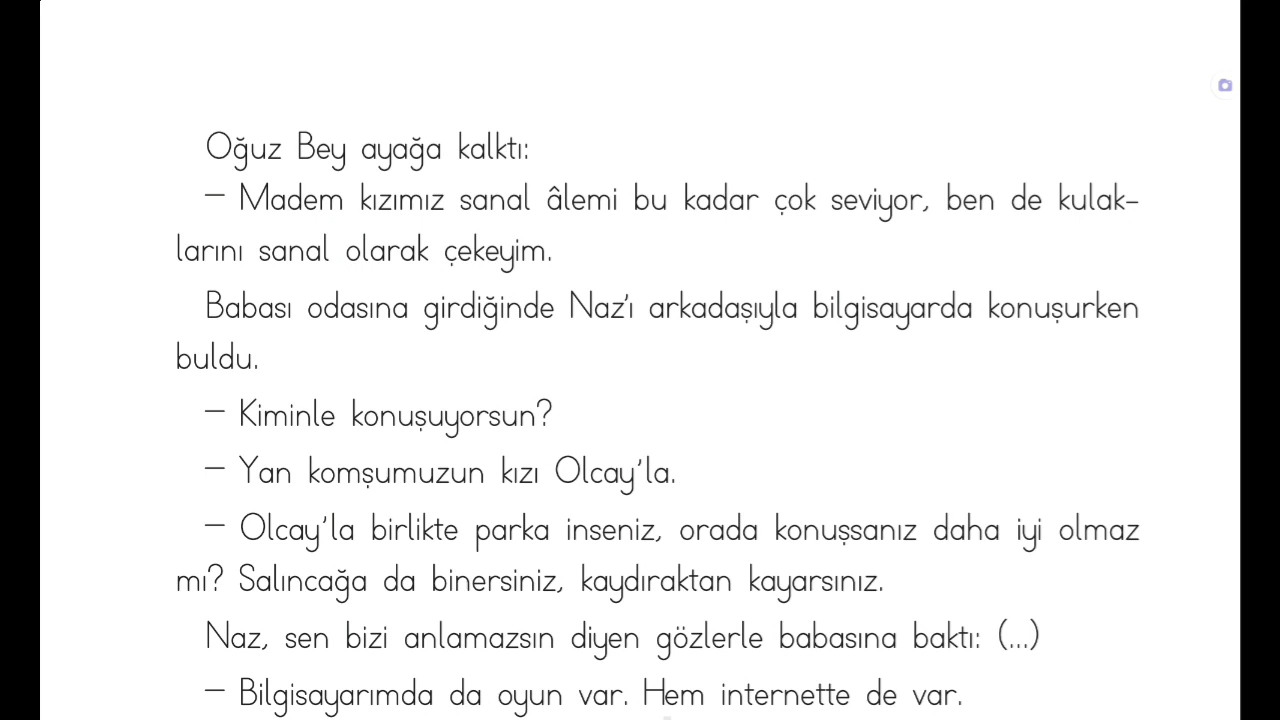 Oğuz Bey ayağa kalktı:
— Madem kızımız sanal âlemi bu kadar çok seviyor, ben de kulak-
larını sanal olarak çekeyim.
Babası odasına girdiğinde Naz'ı arkadaşıyla bilgisayarda konuşurken
buldu.
— Kiminle konuşuyorsun?
— Yan komşumuzun kızı Olcay'la.
— Olcay'la birlikte parka inseniz, orada konuşsanız daha iyi olmaz
mı? Salıncağa da binersiniz, kaydıraktan kayarsınız.
Naz, sen bizi anlamazsın diyen gözlerle babasına baktı: (...)
— Bilgisayarımda da oyun var. Hem internette de var.